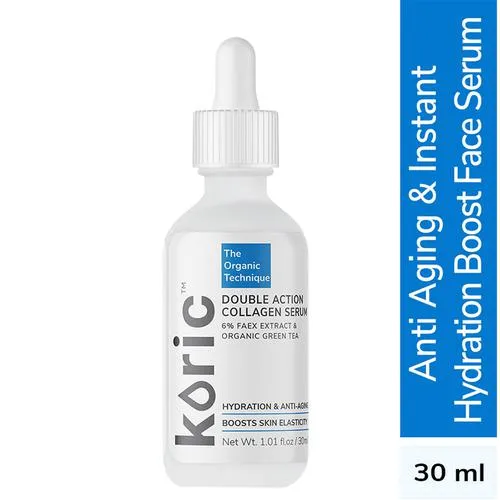 The
Organic
Technique
koric™
DOUBLE ACTION
COLLAGEN SERUM
6% FAEX EXTRACT &
ORGANIC GREEN TEA
HYDRATION & ANTI-AGING
BOOSTS SKIN ELASTICITY
Net Wt. 1.01 fl.oz/30ml
Anti Aging & Instant
Hydration Boost Face Serum
30 ml